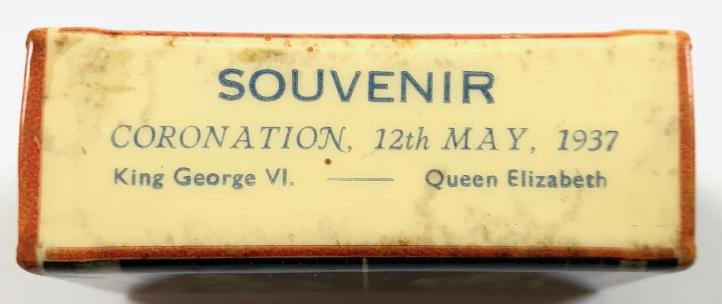 SOUVENIR
CORONATION, 12th MAY, 1937
King George VI. —— Queen Elizabeth